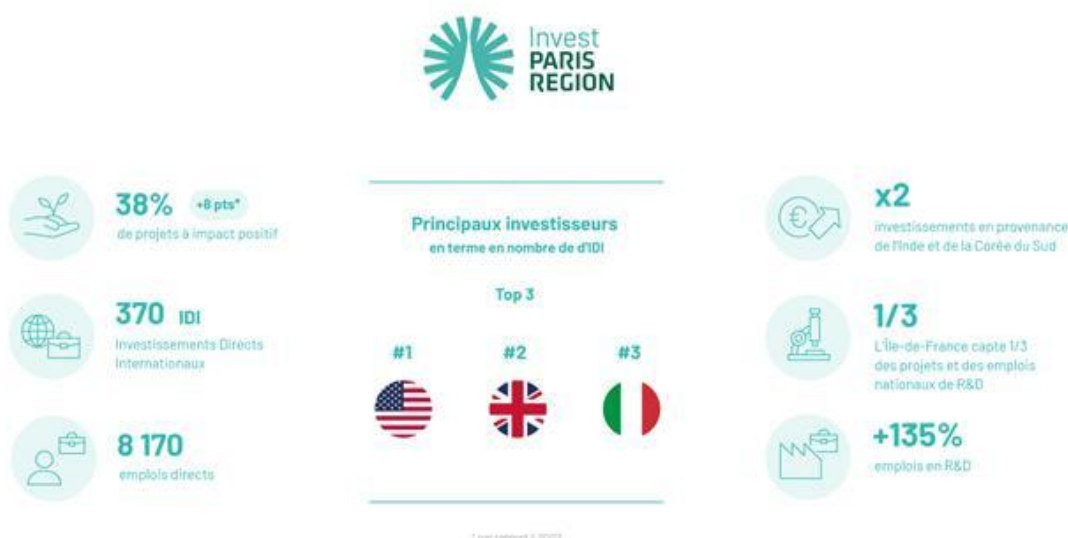 Invest
PARIS
REGION
38% +8 pts*
de projets à impact positif
370 IDI
Investissements Directs
Internationaux
8 170
emplois directs
Principaux investisseurs
en terme en nombre de d'IDI
Top 3
#1 #2 #3
x2
investissements en provenance
de l'Inde et de la Corée du Sud
1/3
L'Île-de-France capte 1/3
des projets et des emplois
nationaux de R&D
+135%
emplois en R&D